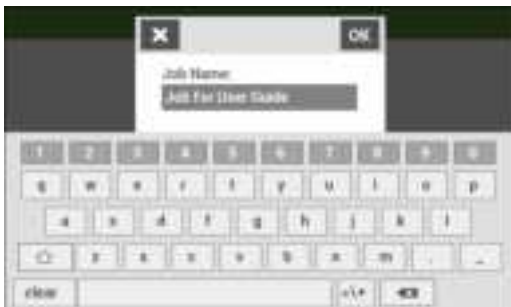 OK
Job Name:
Job For User Guide
1 2 3 4 5 6 7 8 9 0
q w e r t y u i o p
a s d f g h j k l
z x c v b n m . _
clear =\+